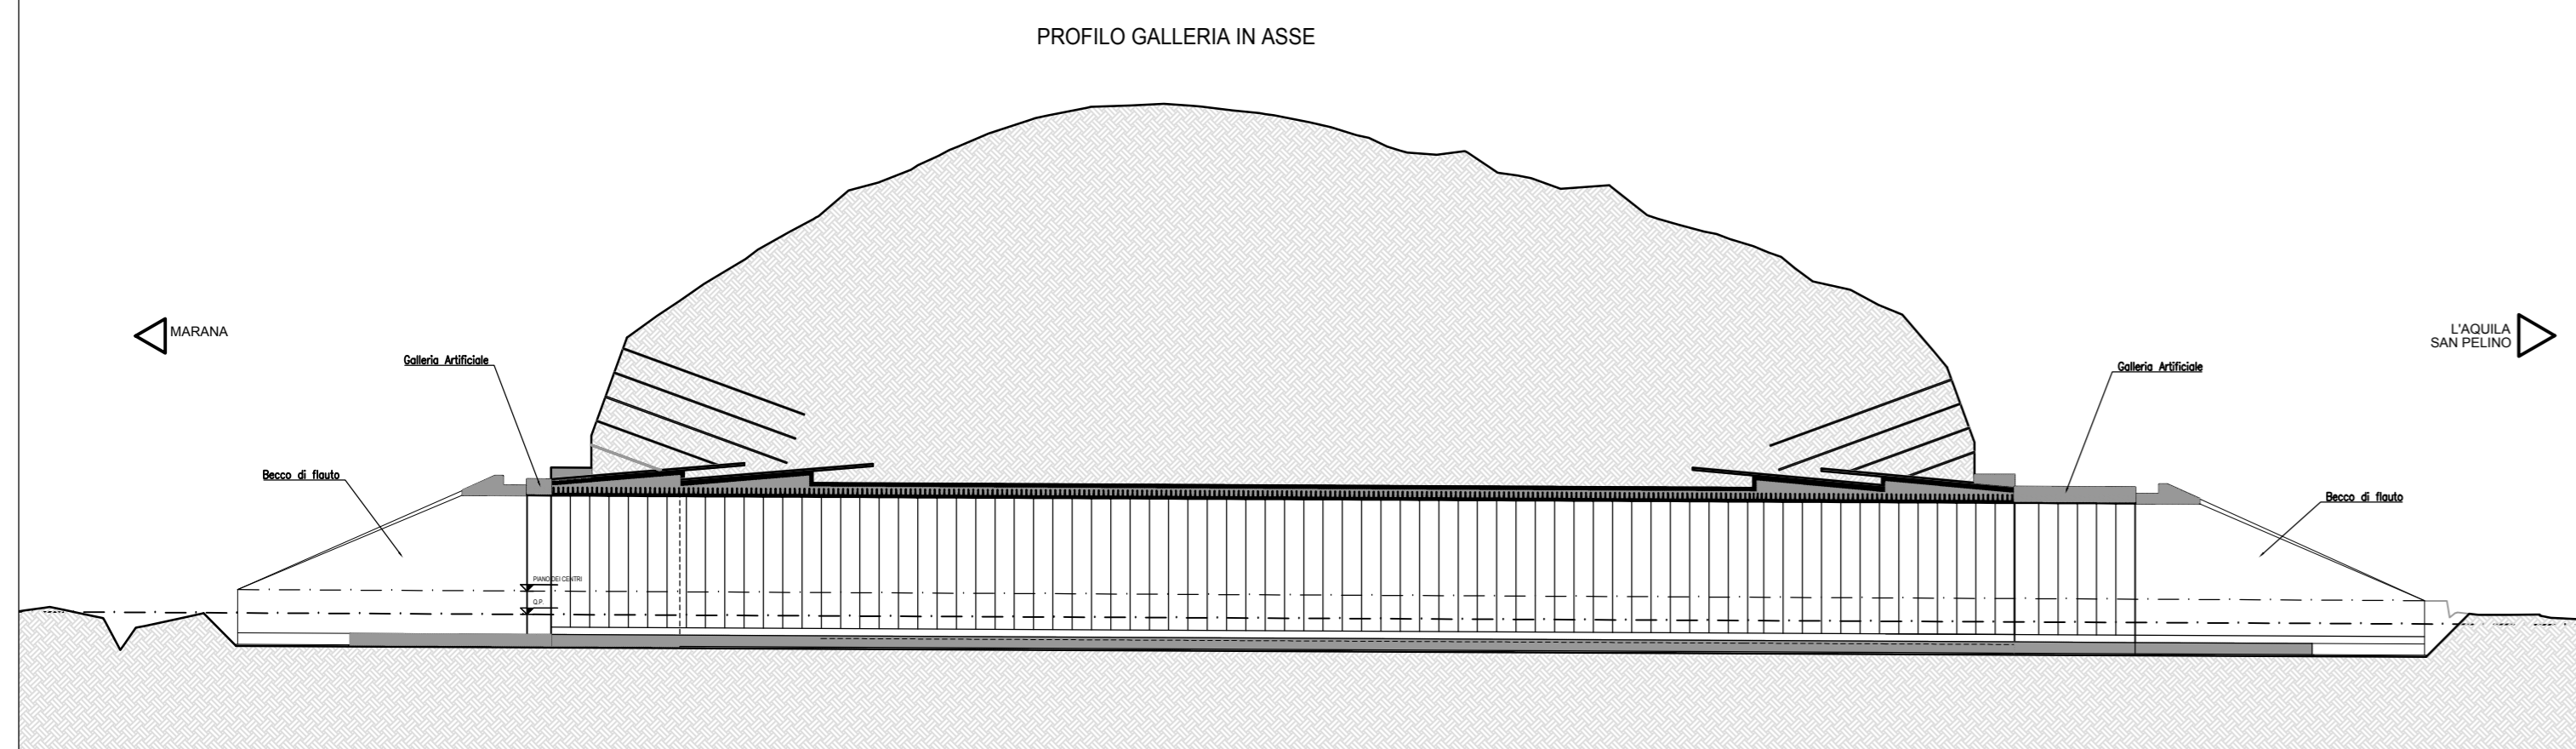 PROFILO GALLERIA IN ASSE
MARANA
L'AQUILA
SAN PELINO
Galleria Artificiale
Galleria Artificiale
Becco di flauto
Becco di flauto
PIANO DEI CENTRI
Q.P.